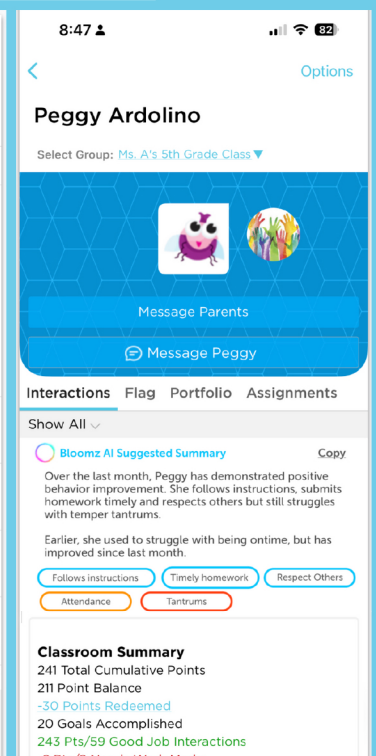 8:47
82
Options
Peggy Ardolino
Select Group: Ms. A's 5th Grade Class▼
Message Parents
Message Peggy
Interactions Flag Portfolio Assignments
Show All
Bloomz AI Suggested Summary Copy
Over the last month, Peggy has demonstrated positive
behavior improvement. She follows instructions, submits
homework timely and respects others but still struggles
with temper tantrums.
Earlier, she used to struggle with being ontime, but has
improved since last month.
Follows instructions Timely homework Respect Others
Attendance Tantrums
Classroom Summary
241 Total Cumulative Points
211 Point Balance
-30 Points Redeemed
20 Goals Accomplished
243 Pts/59 Good Job Interactions